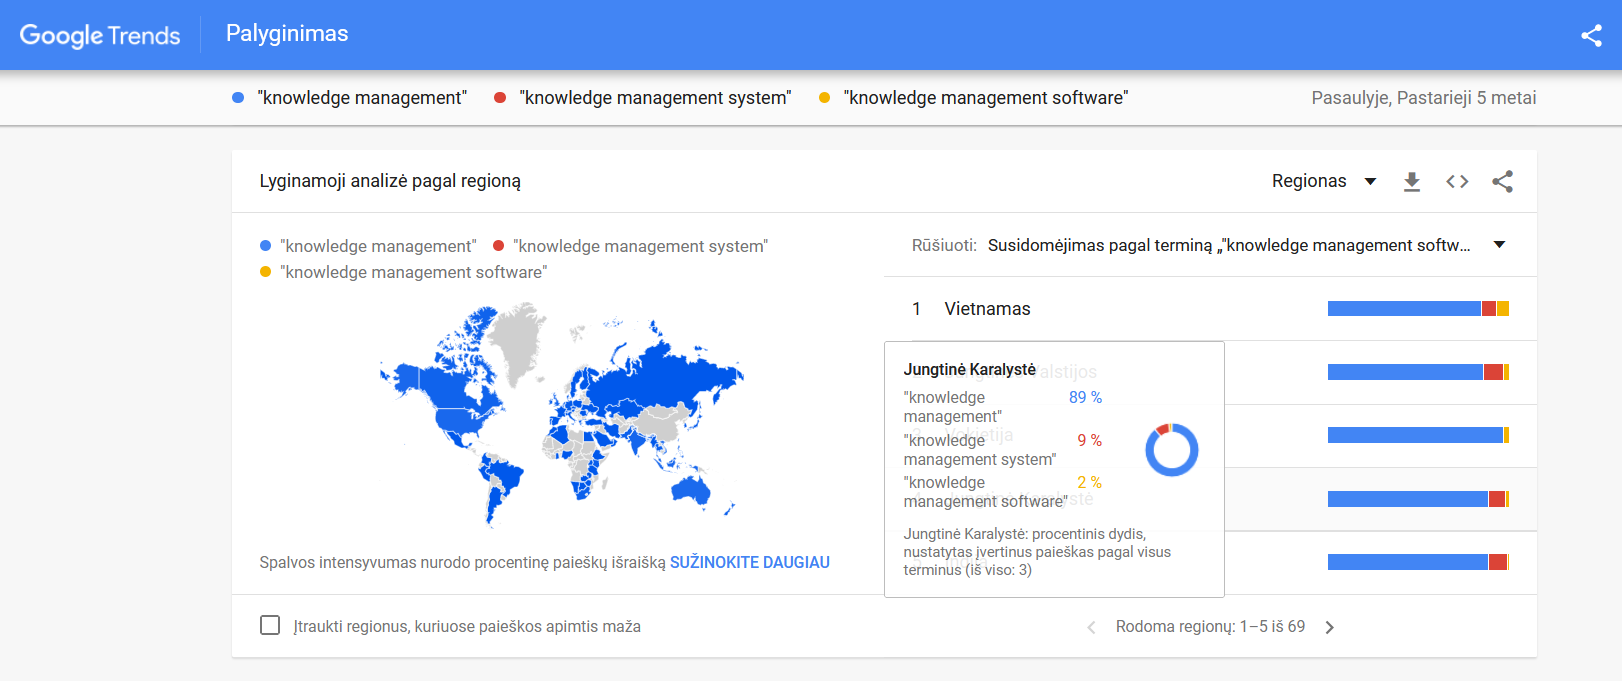 Google Trends
Palyginimas
"knowledge management"
"knowledge management system"
"knowledge management software"
Pasaulyje, Pastarieji 5 metai
Lyginamoji analizė pagal regioną
Regionas
"knowledge management"
"knowledge management system"
"knowledge management software"
Spalvos intensyvumas nurodo procentinę paieškų išraišką SUŽINOKITE DAUGIAU
Įtraukti regionus, kuriuose paieškos apimtis maža
Rūšiuoti: Susidomėjimas pagal terminą „"knowledge management softw...
1 Vietnamas
Valstijos
Vokietija
Jungtinė Karalystė
"knowledge
management"
89 %
"knowledge
management system"
9 %
"knowledge
management software"
2 %
Jungtinė Karalystė: procentinis dydis,
nustatytas įvertinus paieškas pagal visus
terminus (iš viso: 3)
Rodoma regionų: 1–5 iš 69